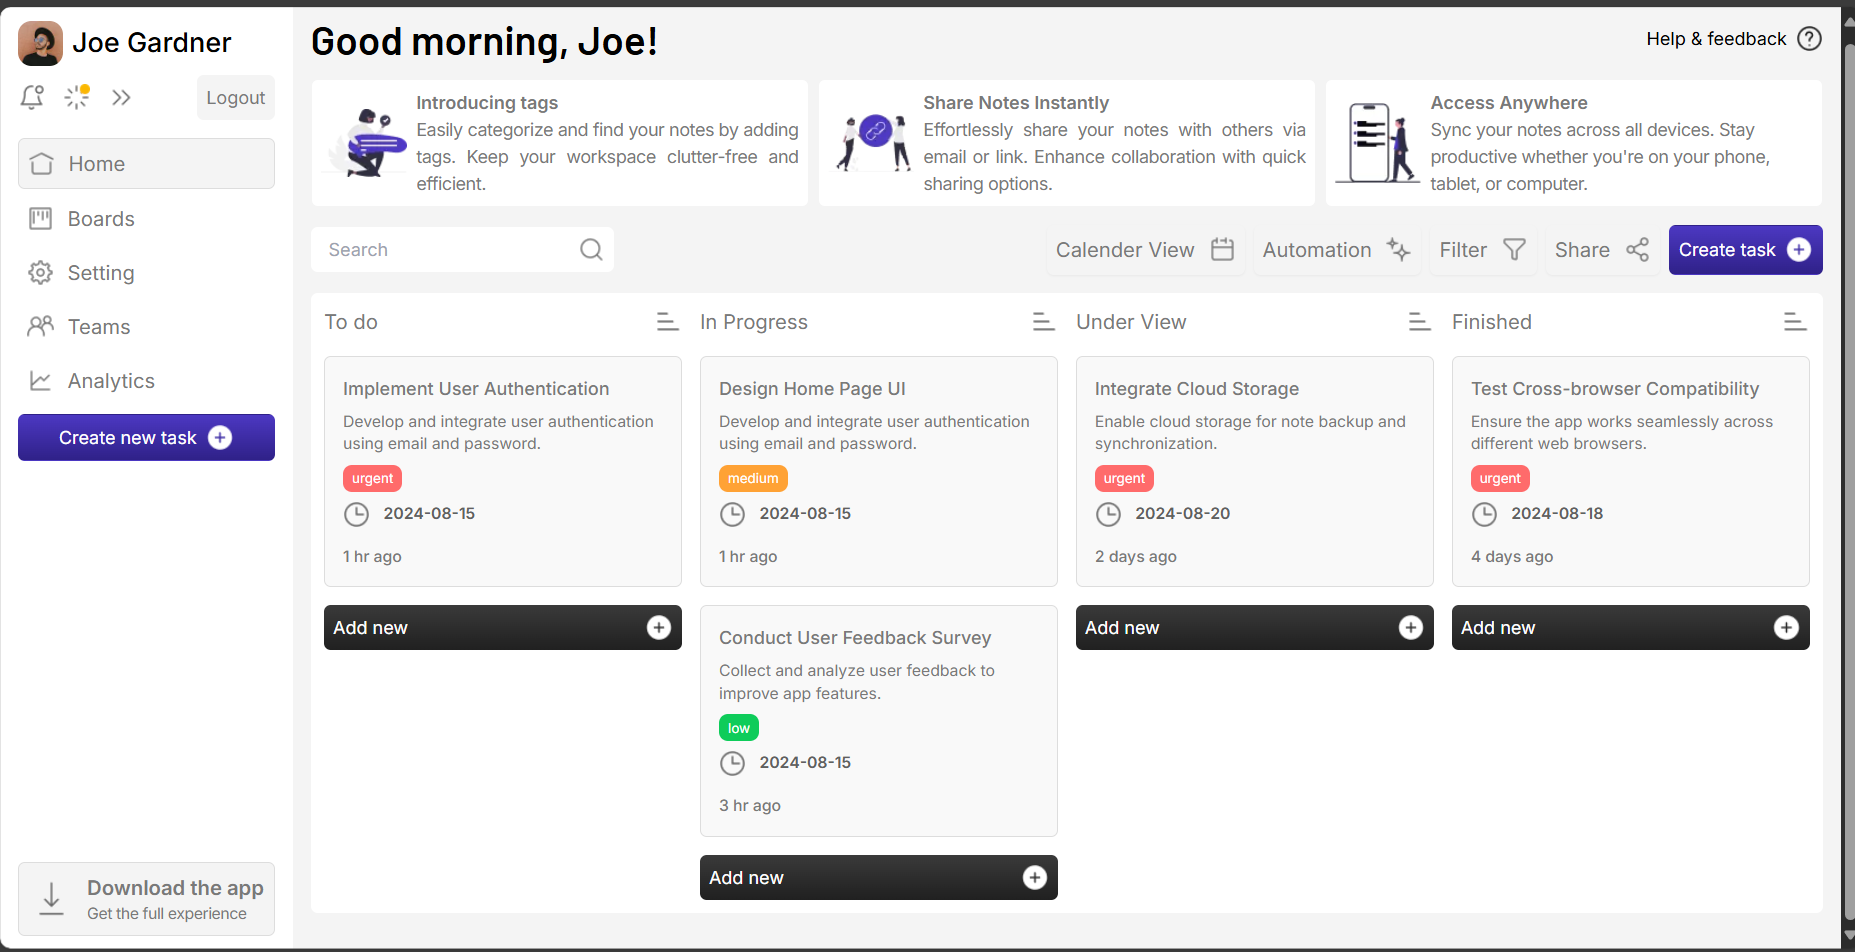 Joe Gardner
Logout
Home
Boards
Setting
Teams
Analytics
Create new task
Download the app
Get the full experience
Good morning, Joe!
Help & feedback
Introducing tags
Easily categorize and find your notes by adding
tags. Keep your workspace clutter-free and
efficient.
Share Notes Instantly
Effortlessly share your notes with others via
email or link. Enhance collaboration with quick
sharing options.
Access Anywhere
Sync your notes across all devices. Stay
productive whether you're on your phone,
tablet, or computer.
Search
Calender View
Automation
Filter
Share
Create task
To do
Implement User Authentication
Develop and integrate user authentication
using email and password.
urgent
2024-08-15
1 hr ago
Add new
In Progress
Design Home Page UI
Develop and integrate user authentication
using email and password.
medium
2024-08-15
1 hr ago
Conduct User Feedback Survey
Collect and analyze user feedback to
improve app features.
low
2024-08-15
3 hr ago
Add new
Under View
Integrate Cloud Storage
Enable cloud storage for note backup and
synchronization.
urgent
2024-08-20
2 days ago
Add new
Finished
Test Cross-browser Compatibility
Ensure the app works seamlessly across
different web browsers.
urgent
2024-08-18
4 days ago
Add new